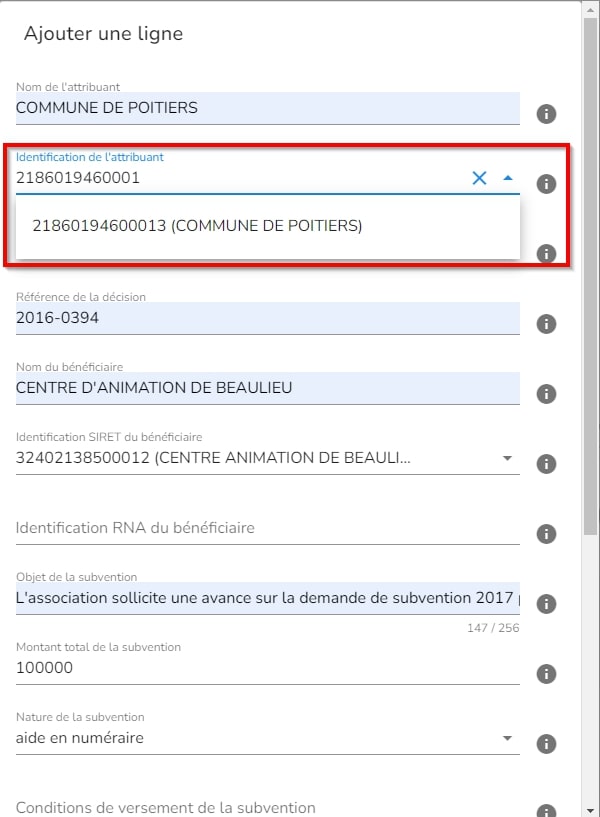 Ajouter une ligne
Nom de l'attribuant
COMMUNE DE POITIERS
Identification de l'attribuant
2186019460001
21860194600013 (COMMUNE DE POITIERS)
Référence de la décision
2016-0394
Nom du bénéficiaire
CENTRE D'ANIMATION DE BEAULIEU
Identification SIRET du bénéficiaire
32402138500012 (CENTRE ANIMATION DE BEAULI...
Identification RNA du bénéficiaire
Objet de la subvention
L'association sollicite une avance sur la demande de subvention 2017
147 / 256
Montant total de la subvention
100000
Nature de la subvention
aide en numéraire
Conditions de versement de la subvention